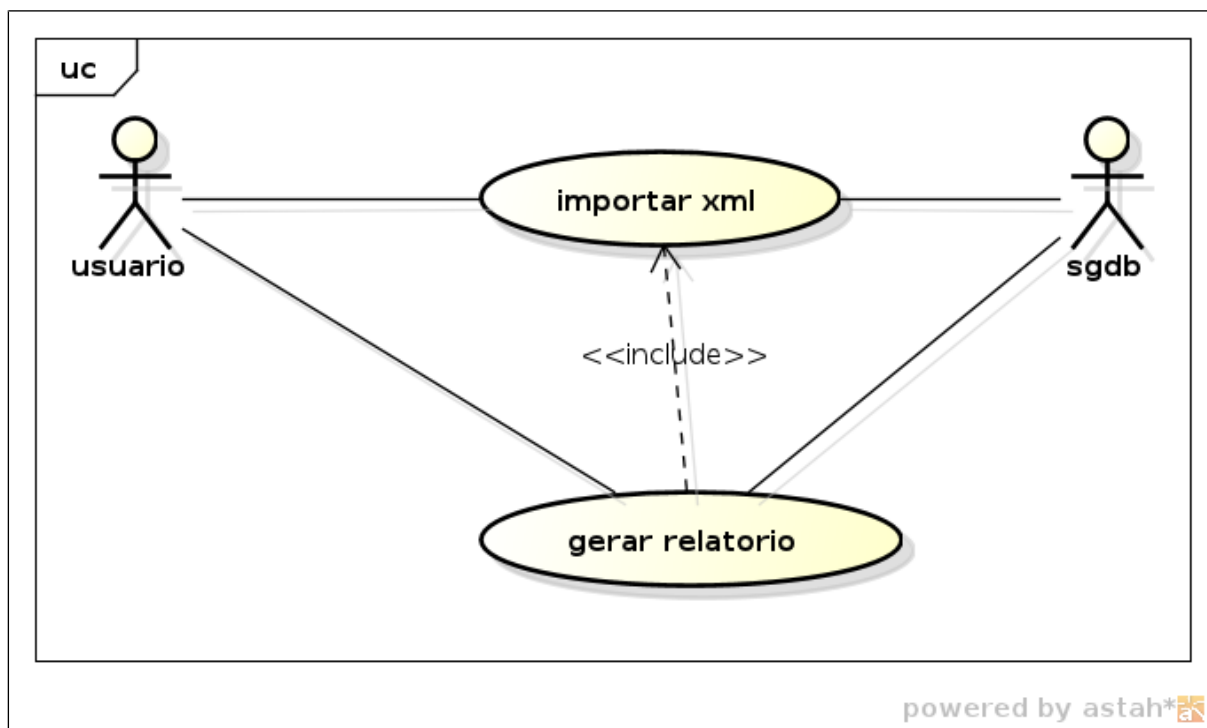 uc
importar xml
usuario
sgdb
<<include>>
gerar relatorio
powered by astah*